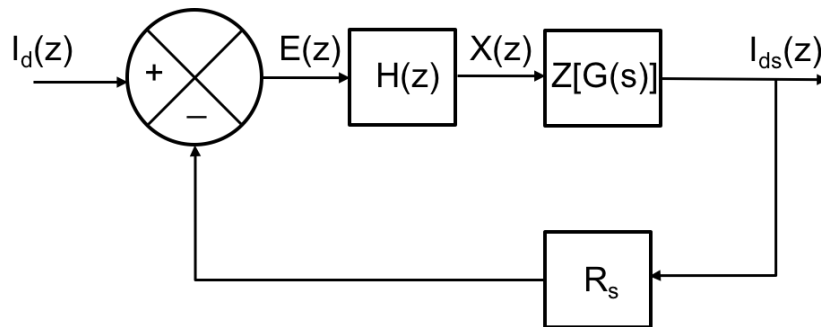 I_d(z)
+
−
E(z)
H(z)
X(z)
Z[G(s)]
I_ds(z)
R_s